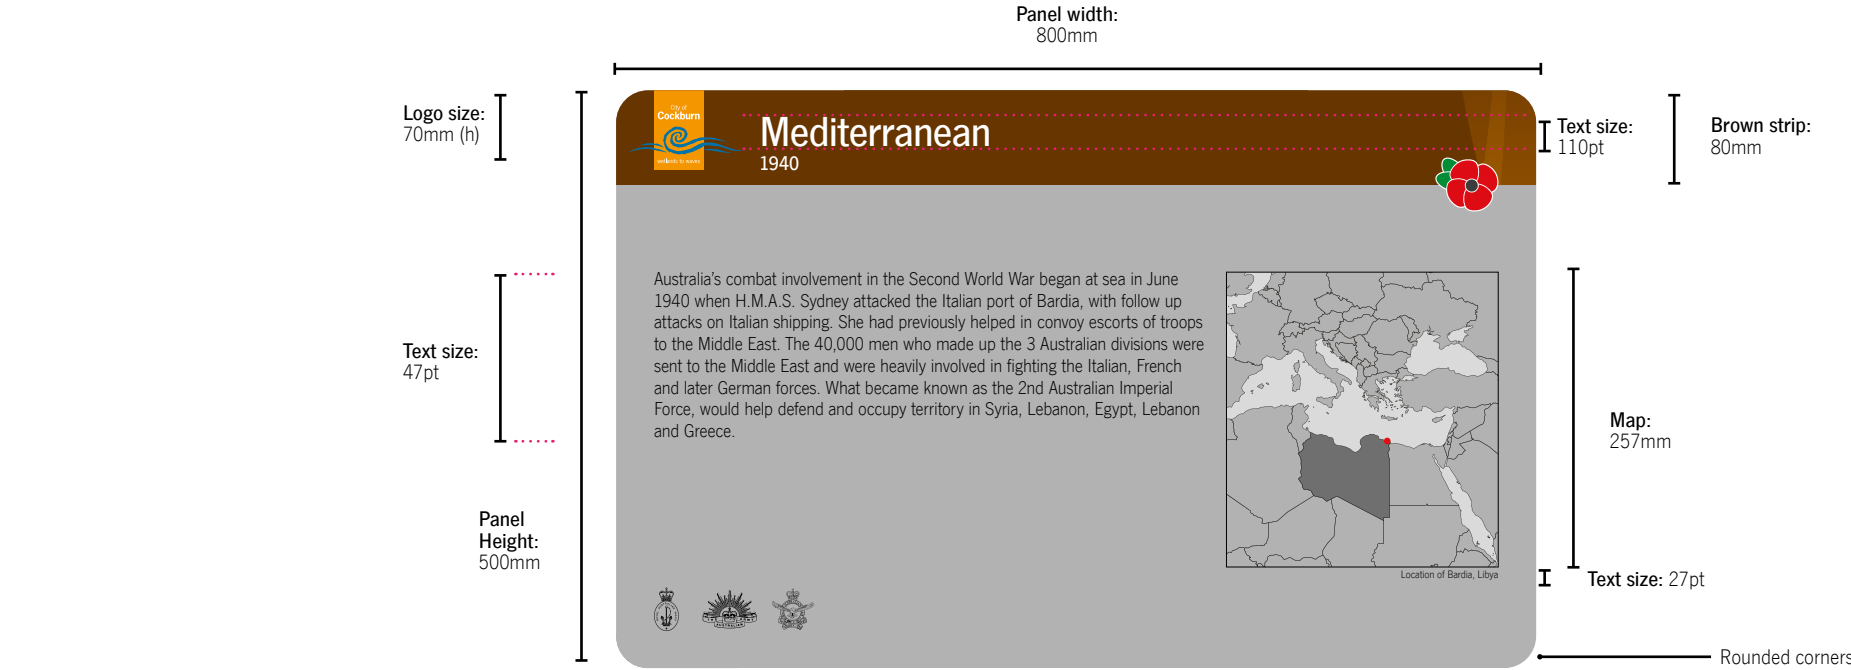 Panel width:
800mm
Logo size:
70mm (h)
City of
Cockburn
wetlands to waves
Mediterranean
1940
Text size:
110pt
Brown strip:
80mm
Australia's combat involvement in the Second World War began at sea in June
1940 when H.M.A.S. Sydney attacked the Italian port of Bardia, with follow up
attacks on Italian shipping. She had previously helped in convoy escorts of troops
to the Middle East. The 40,000 men who made up the 3 Australian divisions were
sent to the Middle East and were heavily involved in fighting the Italian, French
and later German forces. What became known as the 2nd Australian Imperial
Force, would help defend and occupy territory in Syria, Lebanon, Egypt, Lebanon
and Greece.
Text size:
47pt
Map:
257mm
Panel
Height:
500mm
Location of Bardia, Libya
Text size: 27pt
AUSTRALIAN
Rounded corners